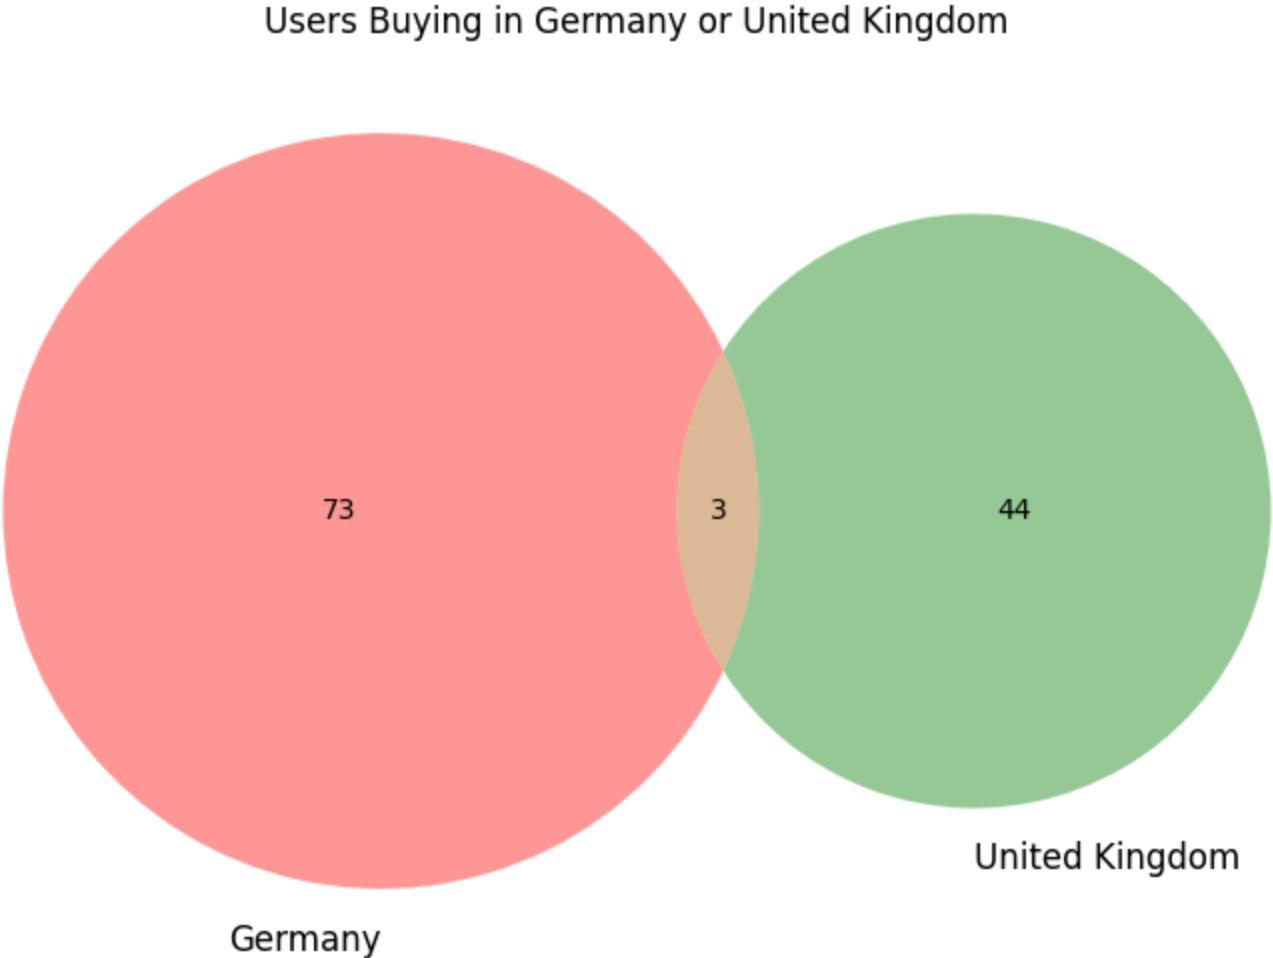 Users Buying in Germany or United Kingdom
73
3
44
United Kingdom
Germany